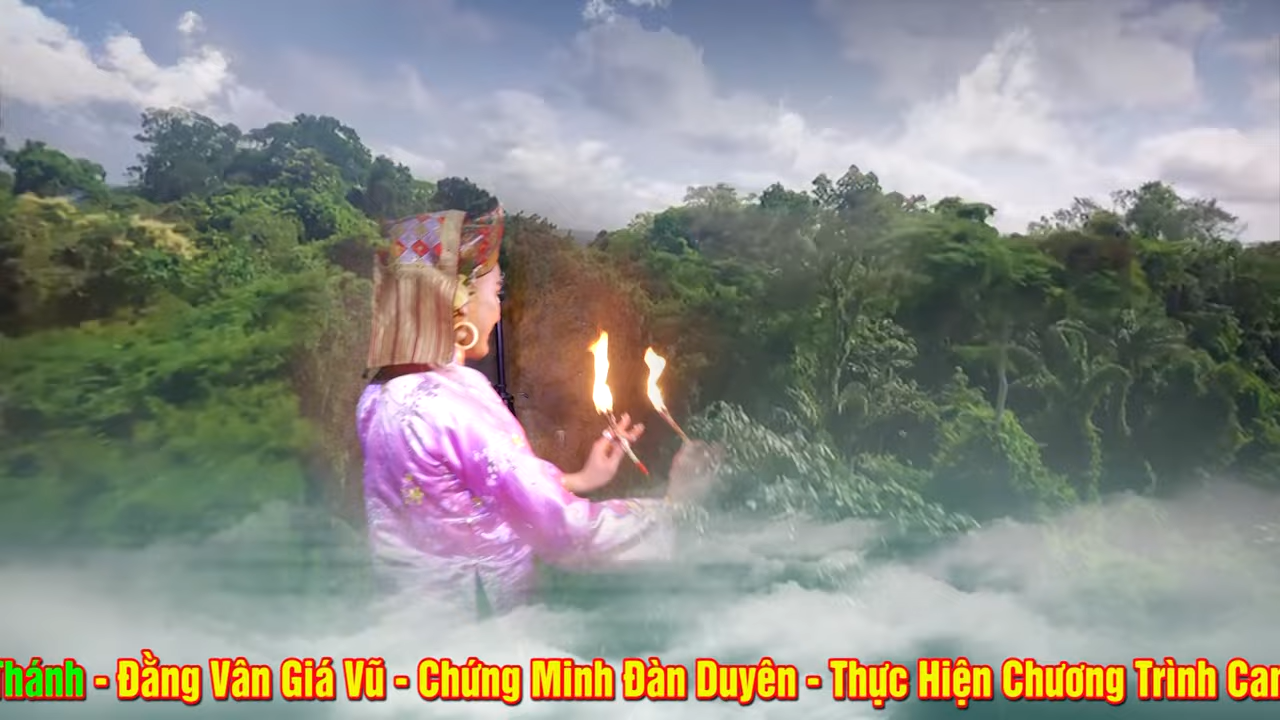 Thánh - Đằng Vân Giá Vũ - Chứng Minh Đàn Duyên - Thực Hiện Chương Trình